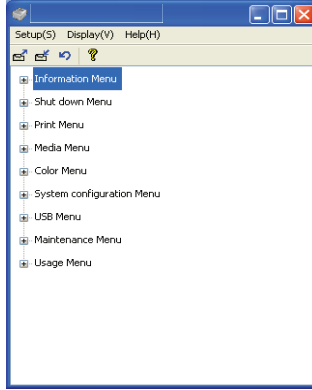 Setup(S) Display(V) Help(H)
Information Menu
Shut down Menu
Print Menu
Media Menu
Color Menu
System configuration Menu
USB Menu
Maintenance Menu
Usage Menu